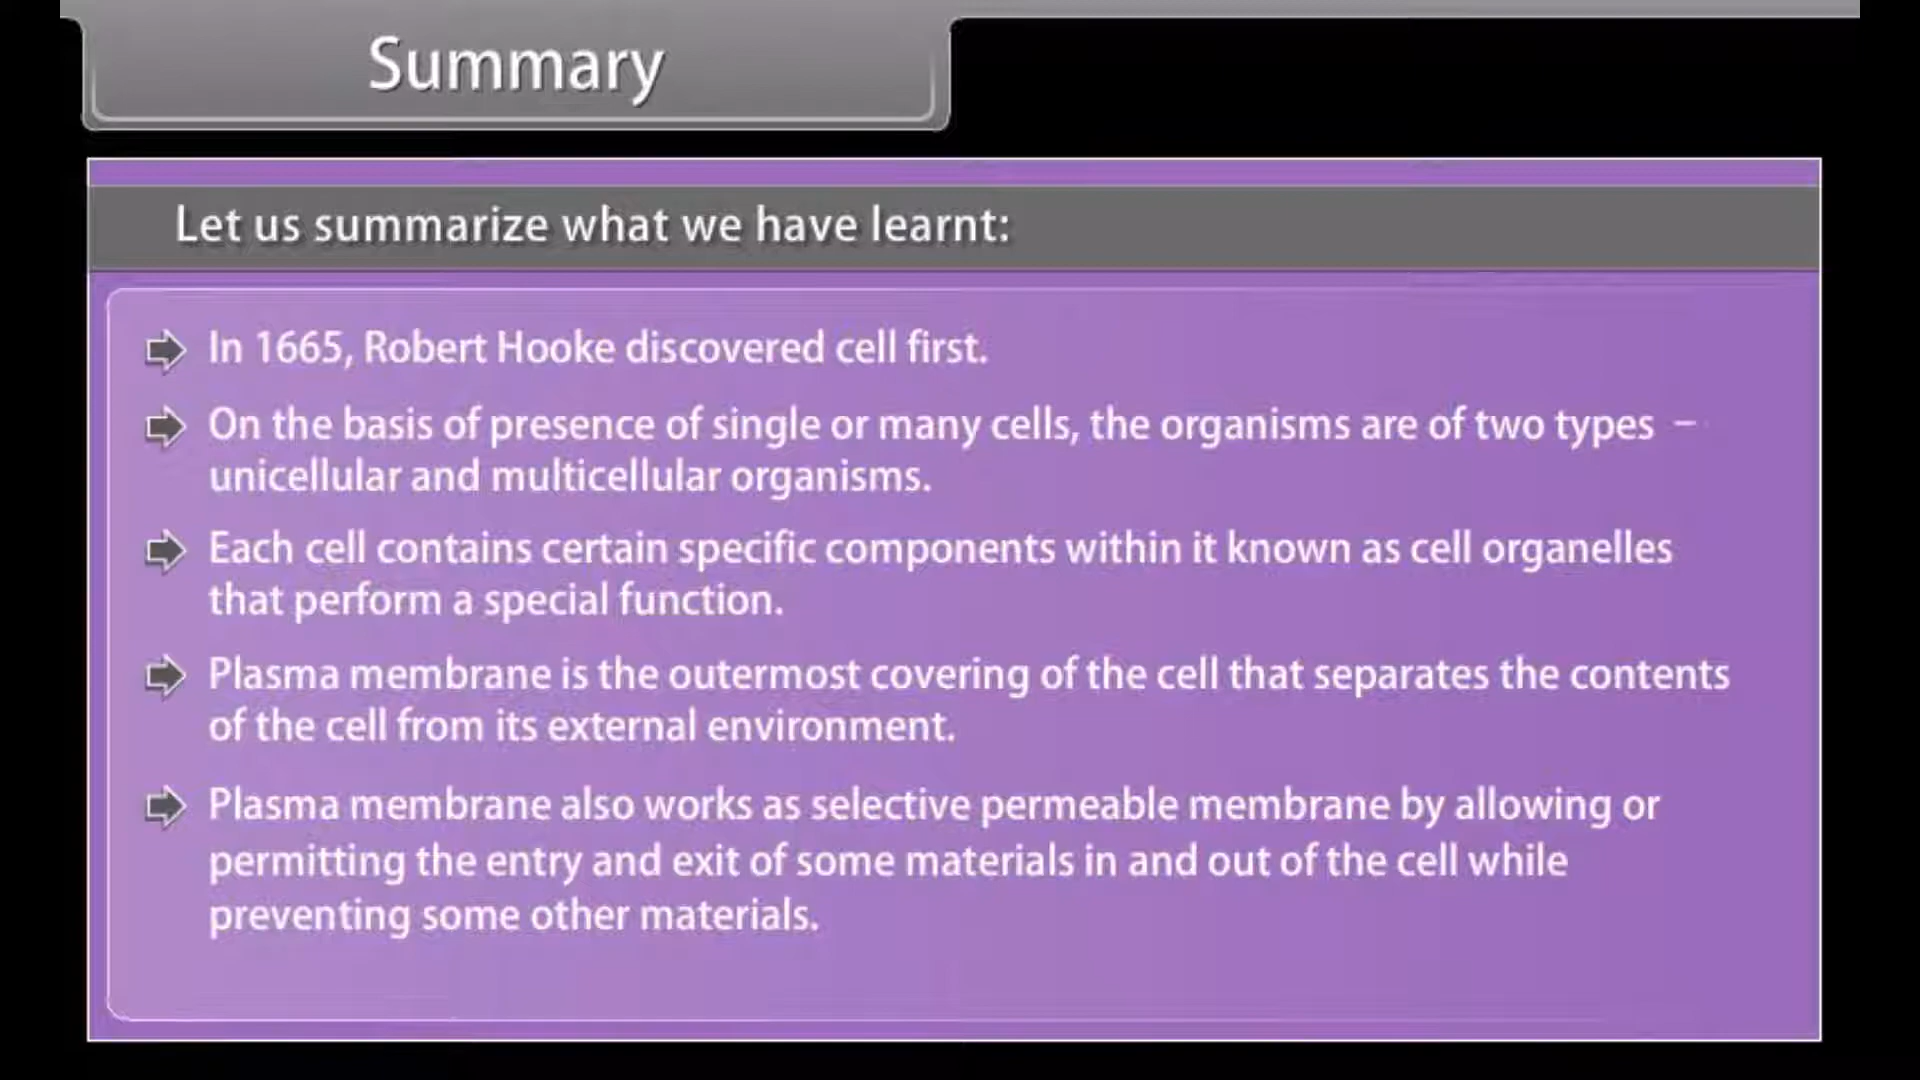 Summary
Let us summarize what we have learnt:
In 1665, Robert Hooke discovered cell first.
On the basis of presence of single or many cells, the organisms are of two types –
unicellular and multicellular organisms.
Each cell contains certain specific components within it known as cell organelles
that perform a special function.
Plasma membrane is the outermost covering of the cell that separates the contents
of the cell from its external environment.
Plasma membrane also works as selective permeable membrane by allowing or
permitting the entry and exit of some materials in and out of the cell while
preventing some other materials.